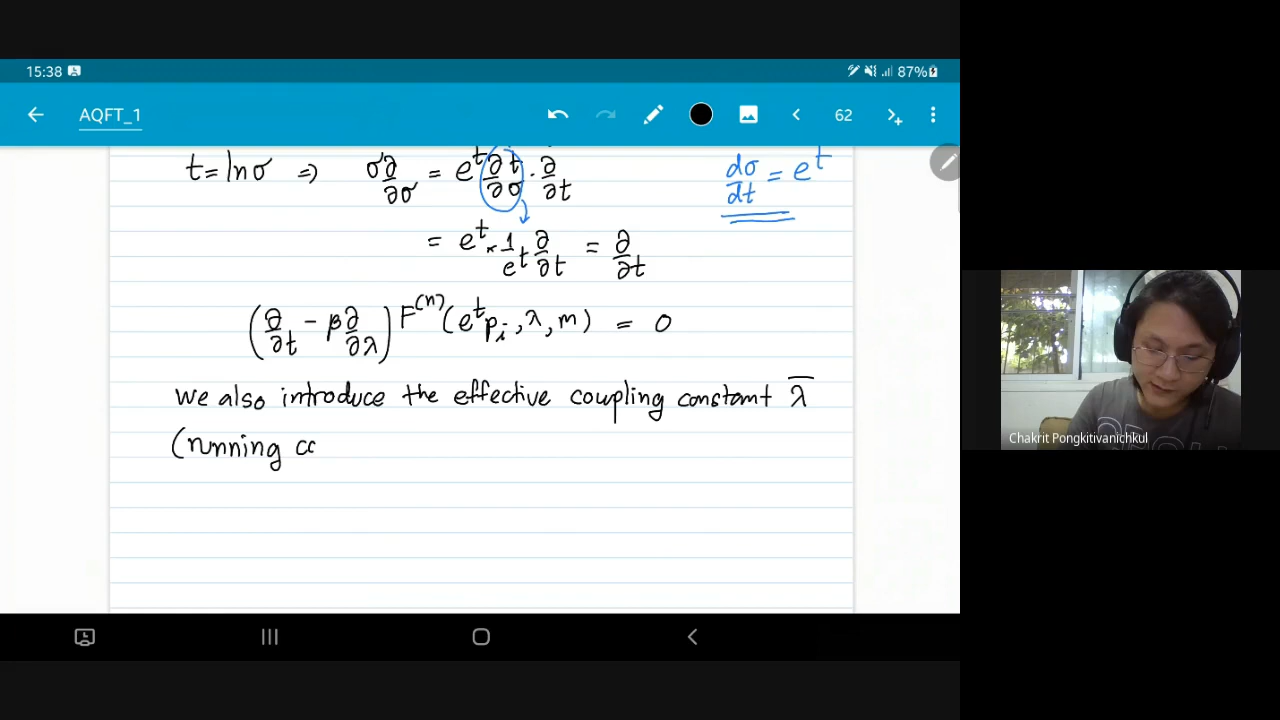 15:38 87%
AQFT_1 62
t = ln σ ⇒ σ∂/∂σ = e^t ∂t/∂σ · ∂/∂t dσ/dt = e^t
= e^t × 1/e^t ∂/∂t = ∂/∂t
(∂/∂t - β∂/∂λ) F^(n) (e^t p_i, λ, m) = 0
We also introduce the effective coupling constant λ̅
(running co
Chakrit Pongkitivanichkul